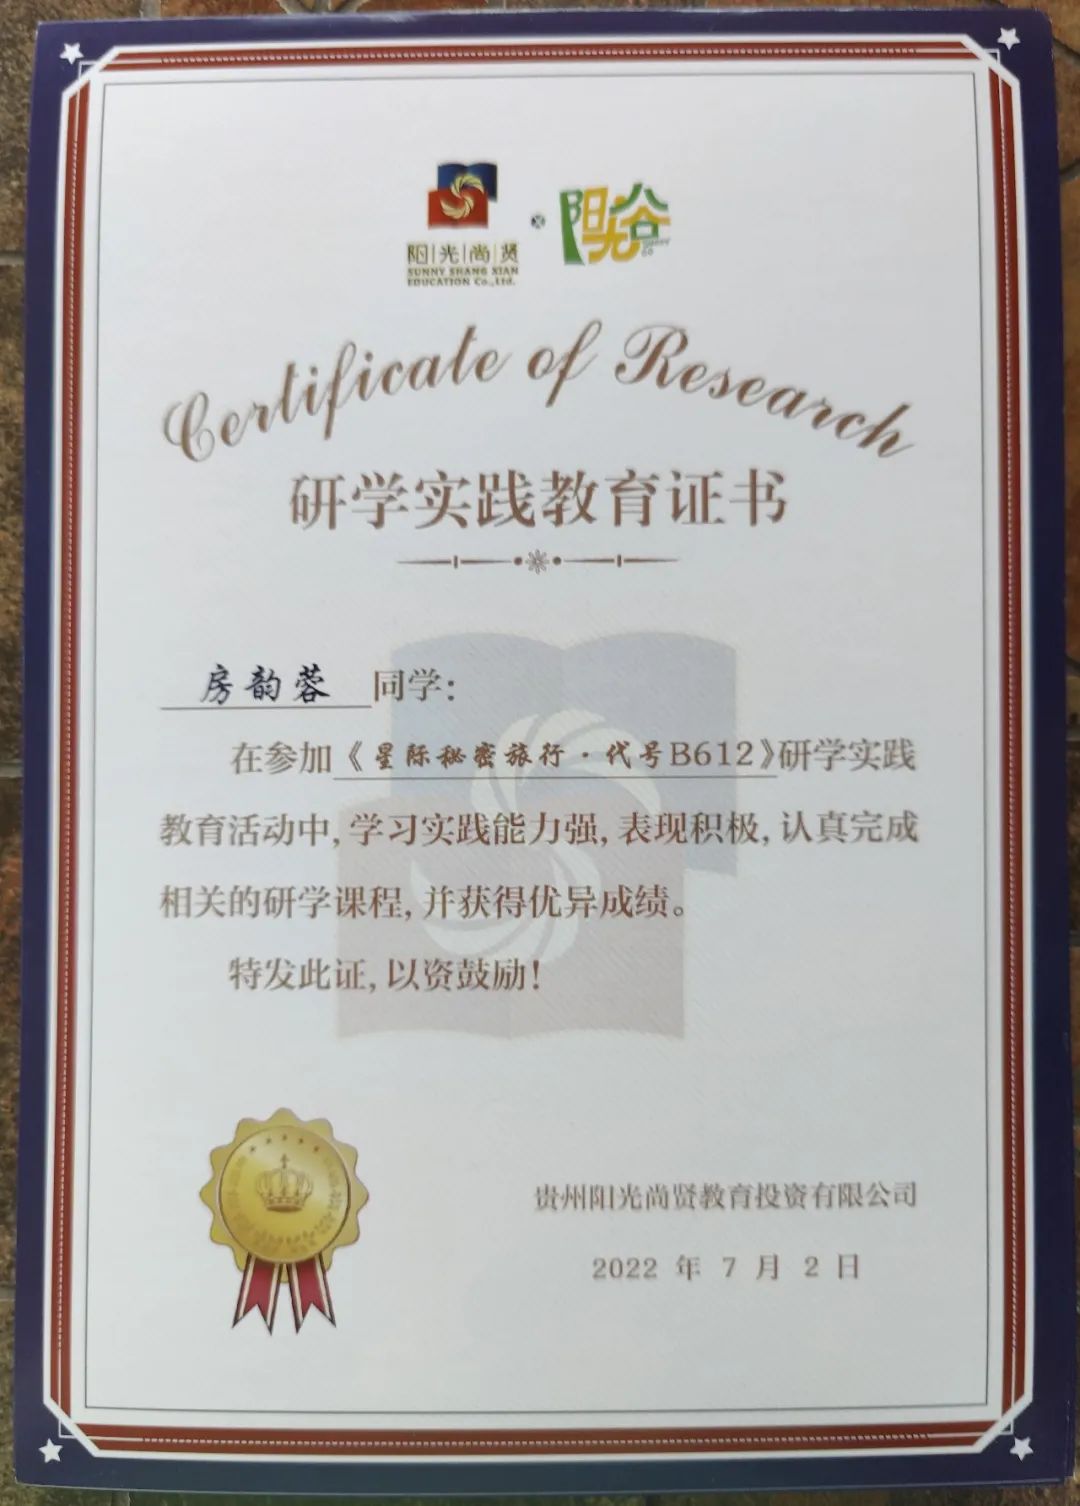 阳光尚贤
SUNNY SHANG XIAN
EDUCATION Co.,Ltd.
×
阳光谷
SUNNY
GO
Certificate of Research
研学实践教育证书
房韵蓉 同学：
在参加《星际秘密旅行·代号B612》研学实践
教育活动中，学习实践能力强，表现积极，认真完成
相关的研学课程，并获得优异成绩。
特发此证，以资鼓励！
贵州阳光尚贤教育投资有限公司
2022 年 7 月 2 日